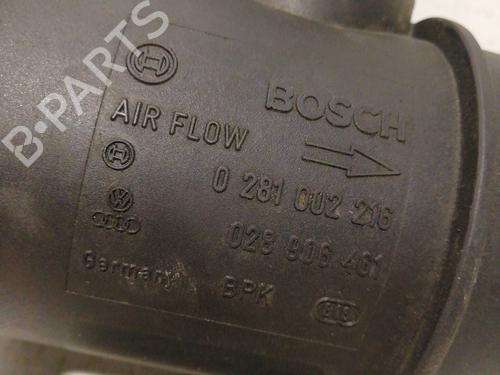 B-PARTS
BOSCH
AIR FLOW
0 281 002 216
028 906 461
Germany BPK